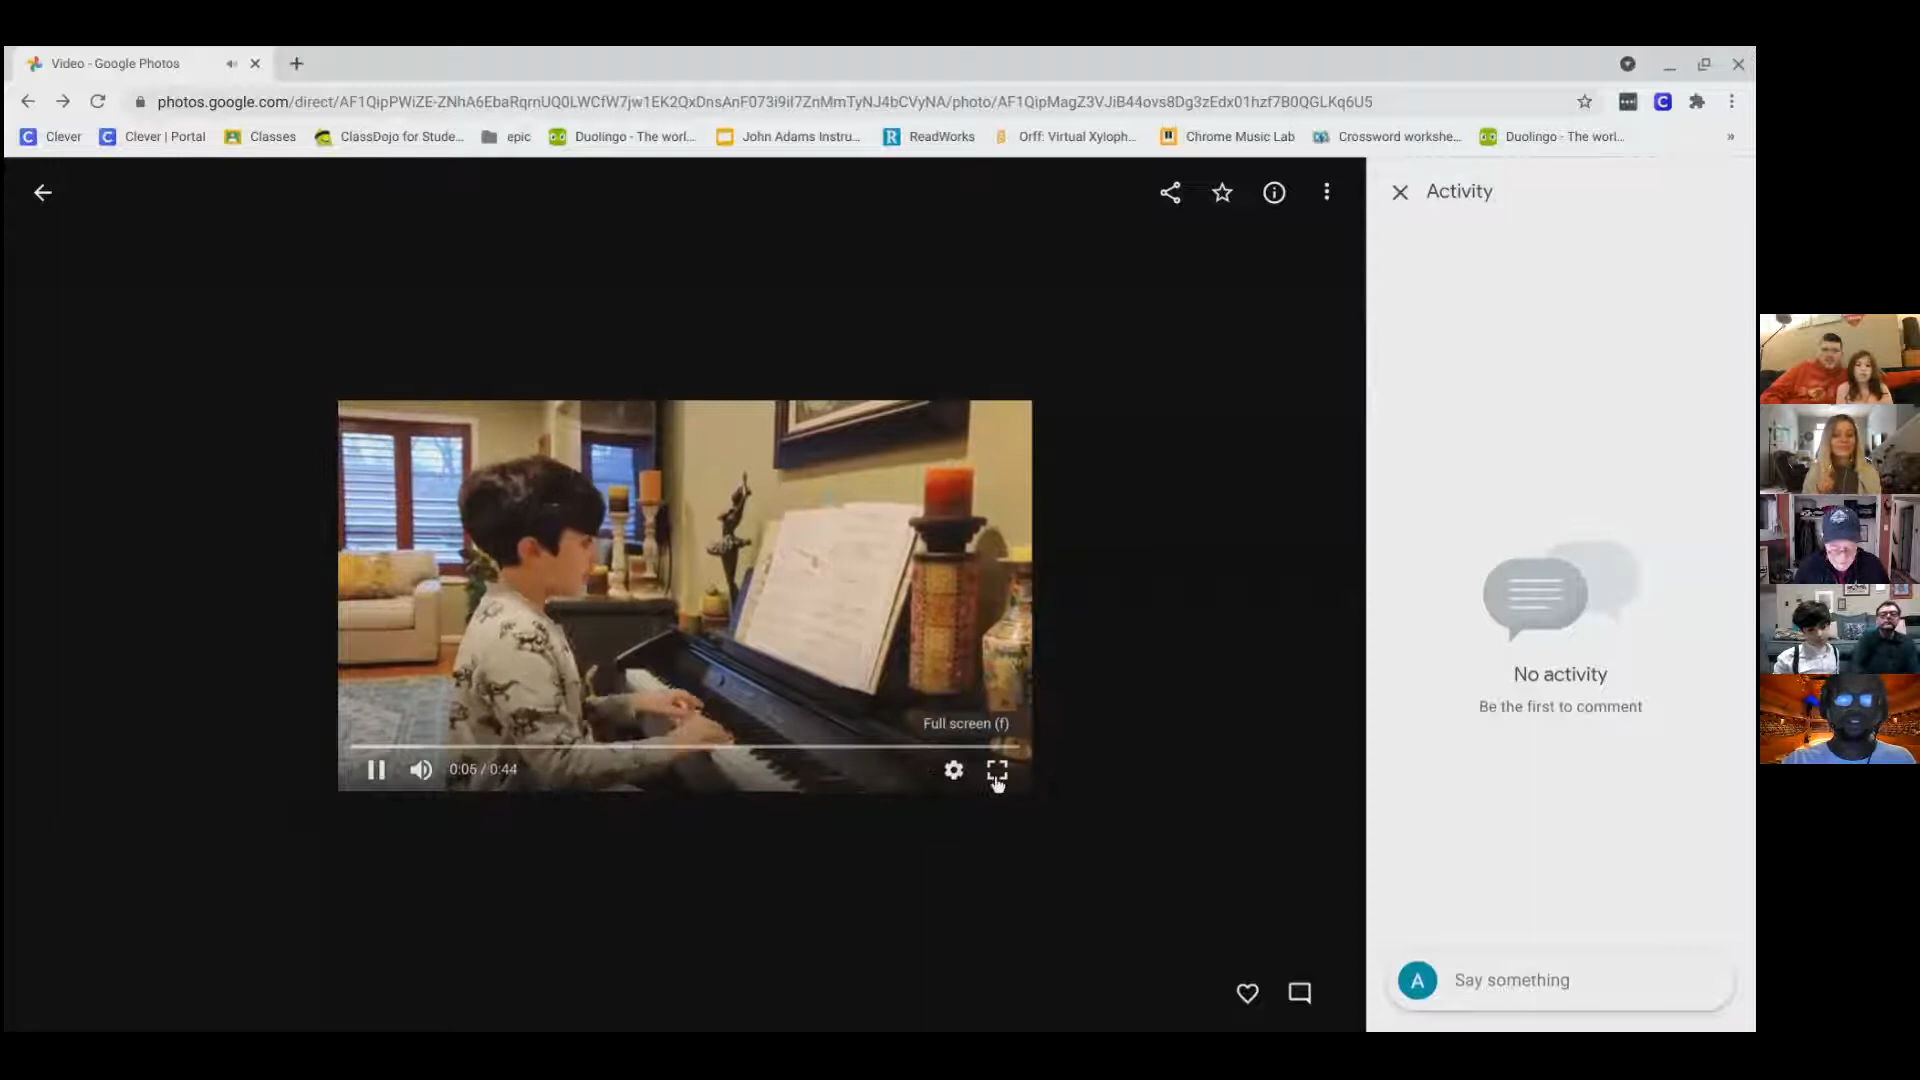 Video - Google Photos
photos.google.com/direct/AF1QipPWiZE-ZNhA6EbaRqrnUQ0LWCfW7jw1EK2QxDnsAnF073i9iI7ZnMmTyNJ4bCVyNA/photo/AF1QipMagZ3VJiB44ovs8Dg3zEdx01hzf7B0QGLKq6U5
Clever Clever | Portal Classes ClassDojo for Stude... epic Duolingo - The worl... John Adams Instru... ReadWorks Orff: Virtual Xyloph... Chrome Music Lab Crossword workshe... Duolingo - The worl... »
Activity
Full screen (f)
0:05 / 0:44
No activity
Be the first to comment
A Say something